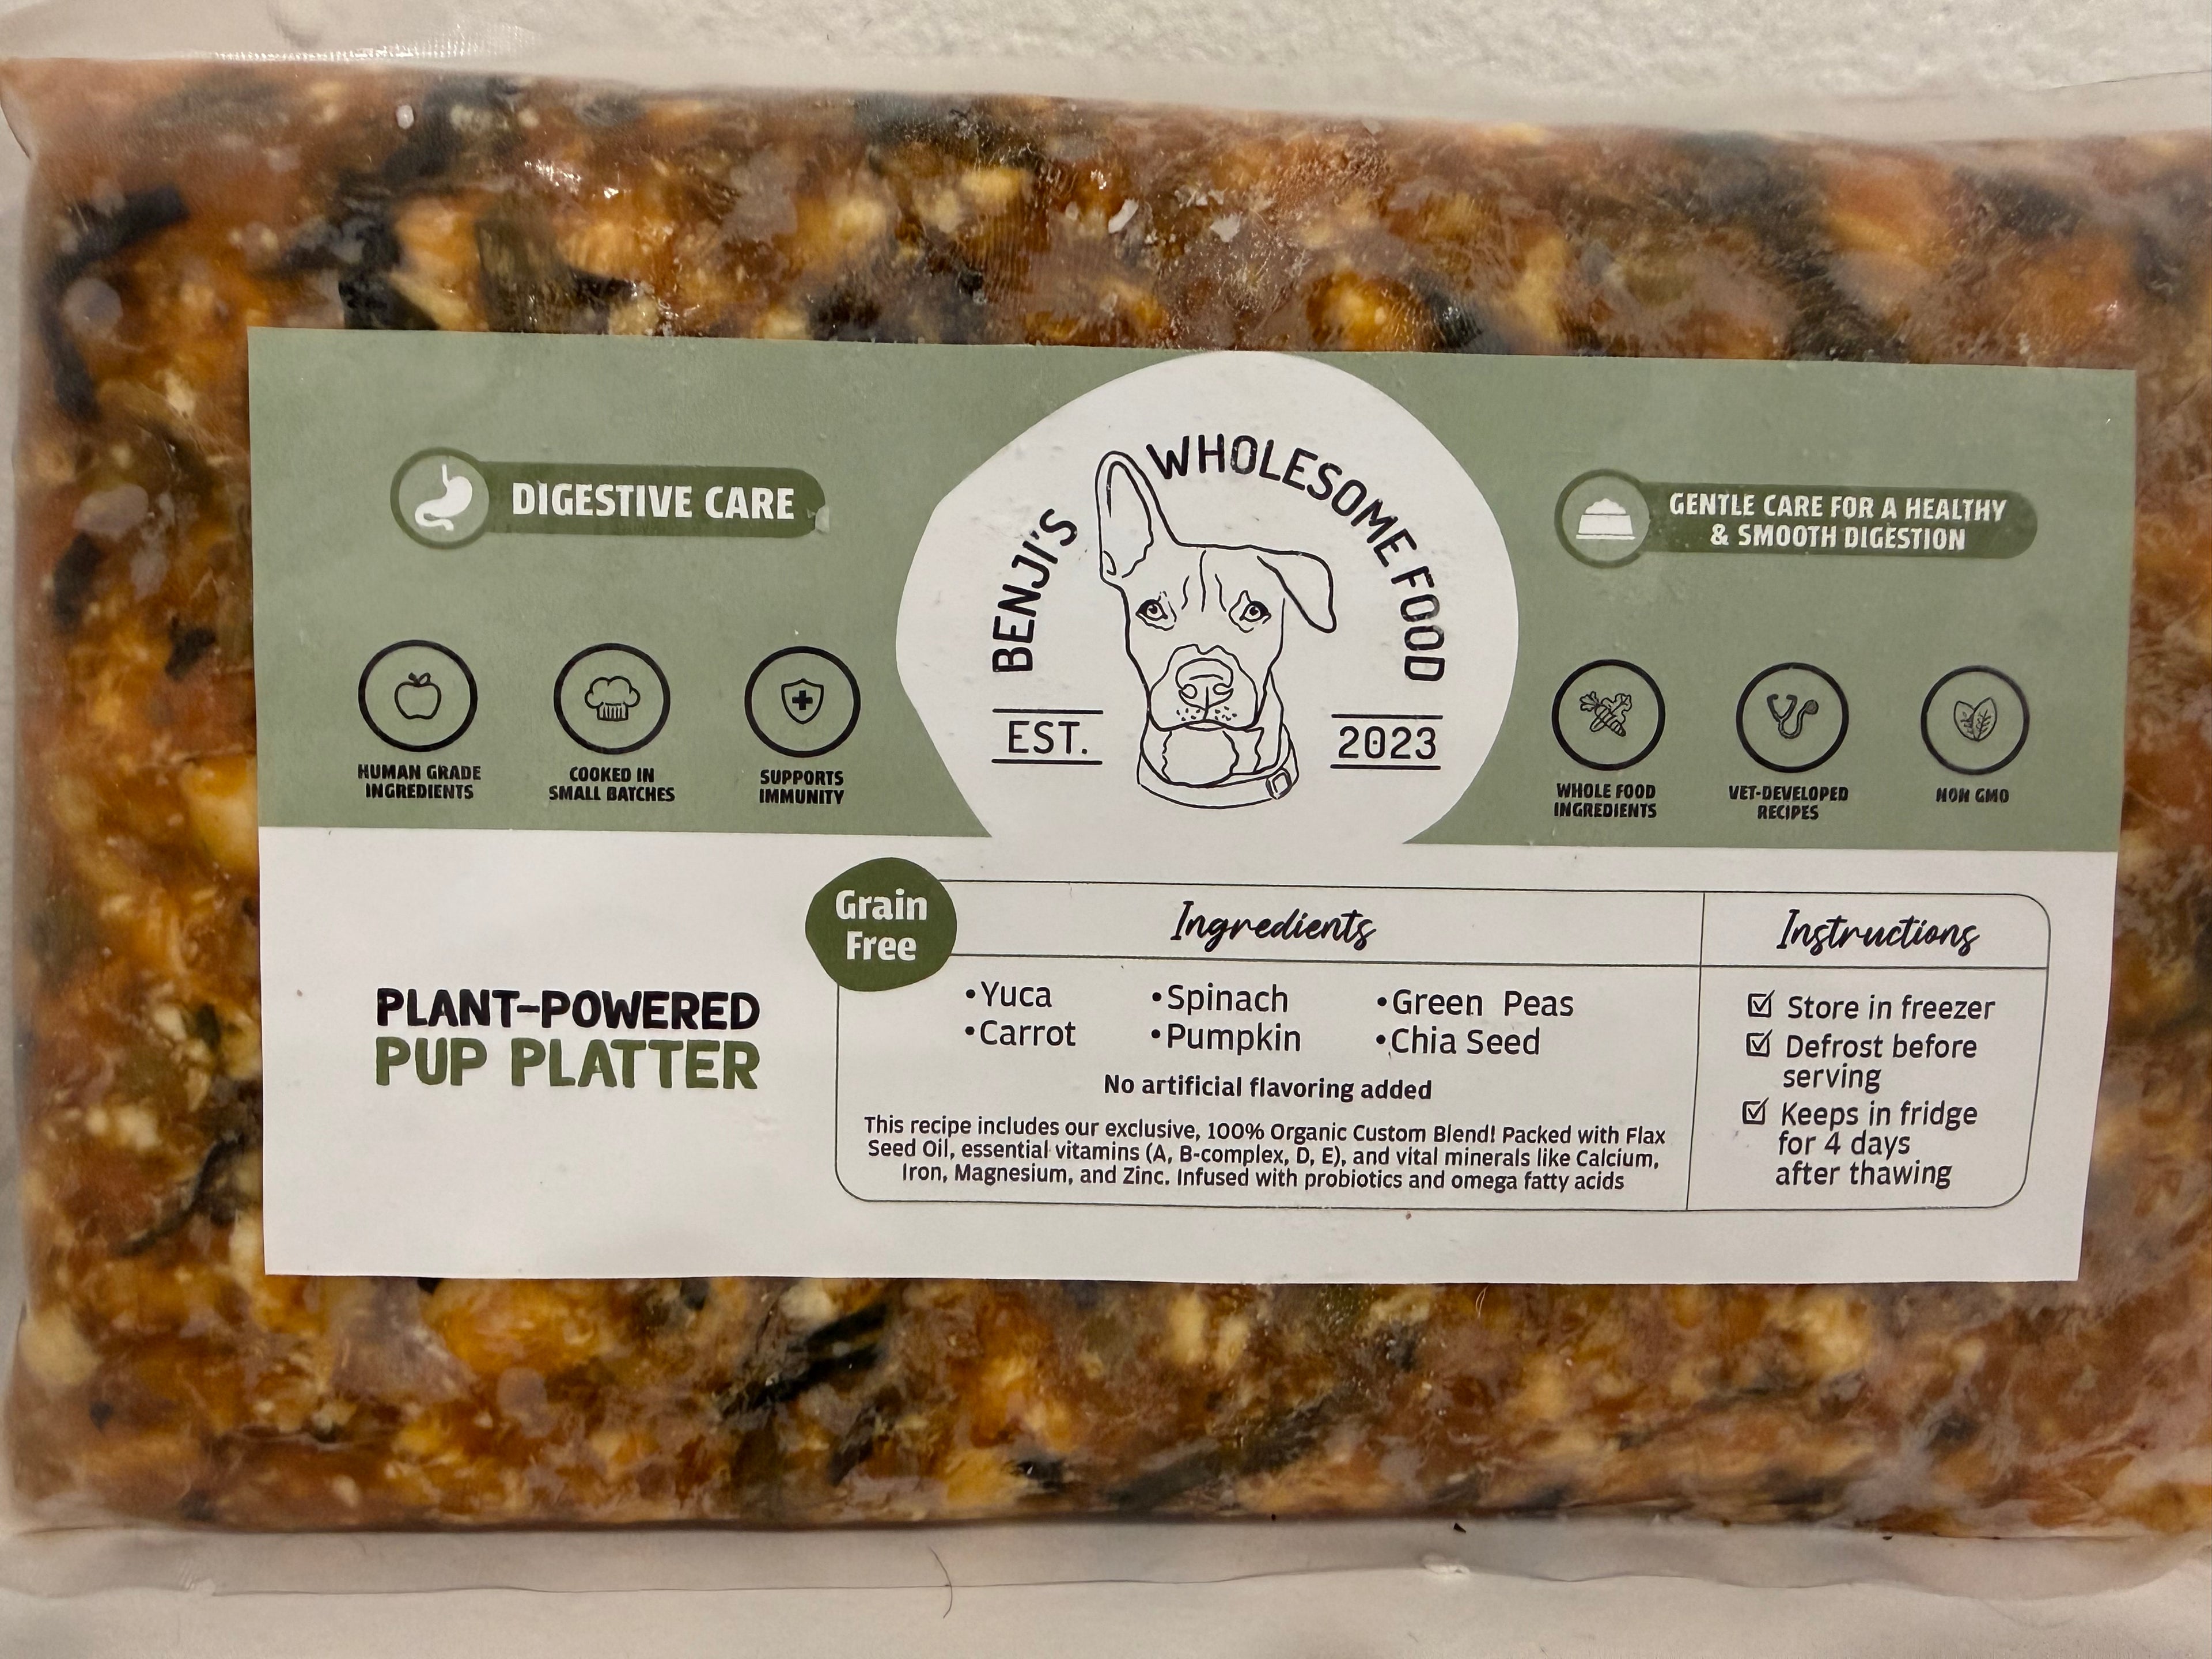 DIGESTIVE CARE
HUMAN GRADE
INGREDIENTS
COOKED IN
SMALL BATCHES
SUPPORTS
IMMUNITY
BENJI'S WHOLESOME FOOD
EST. 2023
GENTLE CARE FOR A HEALTHY
& SMOOTH DIGESTION
WHOLE FOOD
INGREDIENTS
VET-DEVELOPED
RECIPES
NON GMO
PLANT-POWERED
PUP PLATTER
Grain
Free
Ingredients
•Yuca •Spinach •Green Peas
•Carrot •Pumpkin •Chia Seed
No artificial flavoring added
This recipe includes our exclusive, 100% Organic Custom Blend! Packed with Flax
Seed Oil, essential vitamins (A, B-complex, D, E), and vital minerals like Calcium,
Iron, Magnesium, and Zinc. Infused with probiotics and omega fatty acids
Instructions
Store in freezer
Defrost before
serving
Keeps in fridge
for 4 days
after thawing